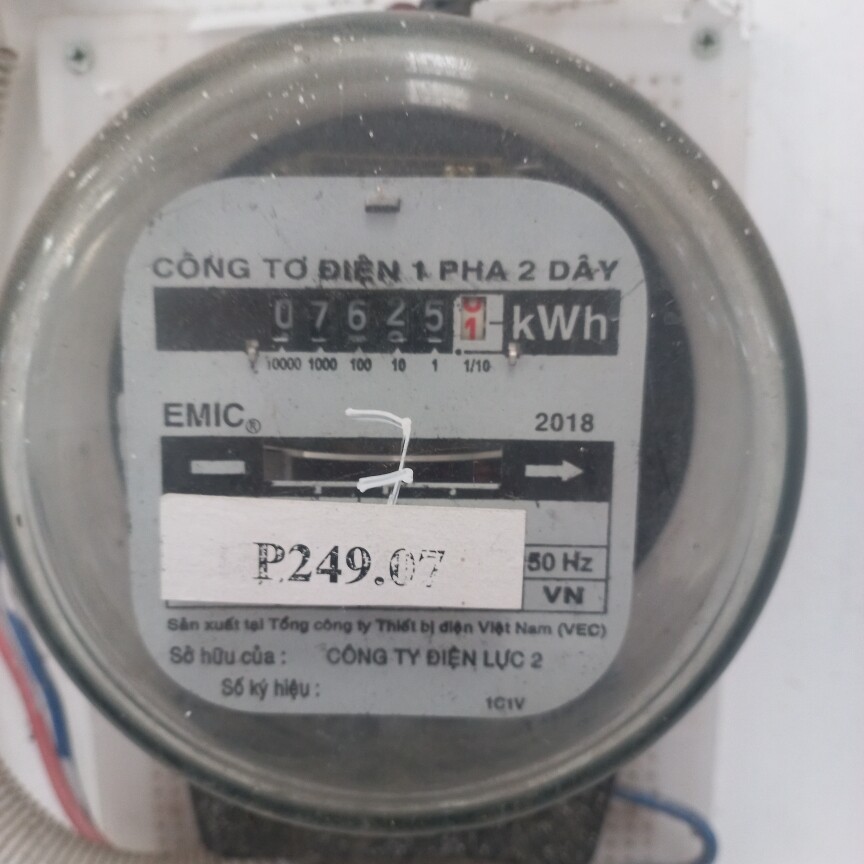 CÔNG TƠ ĐIỆN 1 PHA 2 DÂY
0 7 6 2 5 1 kWh
10000 1000 100 10 1 1/10
EMIC® 2018
P249.07
50 Hz
VN
Sản xuất tại Tổng công ty Thiết bị điện Việt Nam (VEC)
Sở hữu của : CÔNG TY ĐIỆN LỰC 2
Số ký hiệu :
1C1V